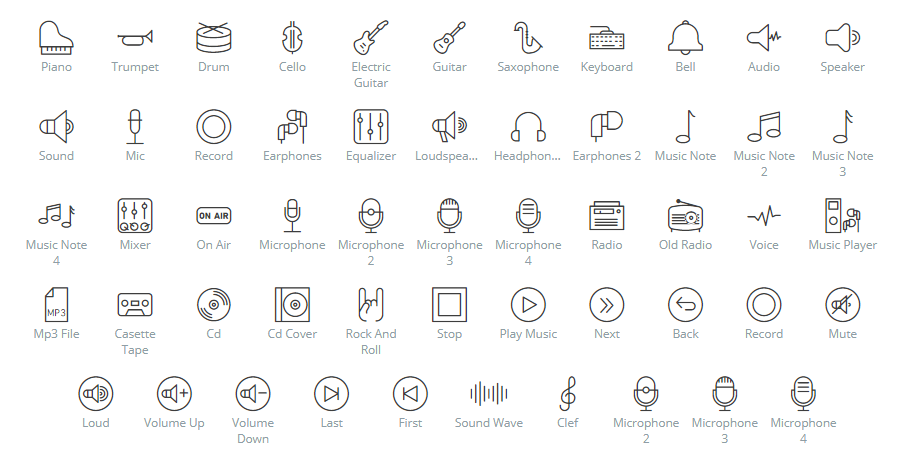 Piano Trumpet Drum Cello Electric Guitar Saxophone Keyboard Bell Audio Speaker
Guitar
Sound Mic Record Earphones Equalizer Loudspea... Headphon... Earphones 2 Music Note Music Note Music Note
2 3
ON AIR
Music Note Mixer On Air Microphone Microphone Microphone Microphone Radio Old Radio Voice Music Player
4 2 3 4
MP3
Mp3 File Casette Cd Cd Cover Rock And Stop Play Music Next Back Record Mute
Tape Roll
Loud Volume Up Volume Last First Sound Wave Clef Microphone Microphone Microphone
Down 2 3 4